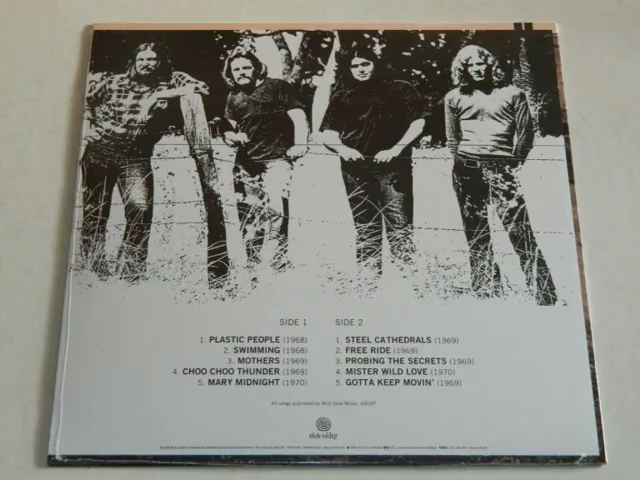 SIDE 1
1. PLASTIC PEOPLE (1968)
2. SWIMMING (1968)
3. MOTHERS (1969)
4. CHOO CHOO THUNDER (1969)
5. MARY MIDNIGHT (1970)
SIDE 2
1. STEEL CATHEDRALS (1969)
2. FREE RIDE (1969)
3. PROBING THE SECRETS (1969)
4. MISTER WILD LOVE (1970)
5. GOTTA KEEP MOVIN' (1969)
All songs published by Wild Dave Music, ASCAP.